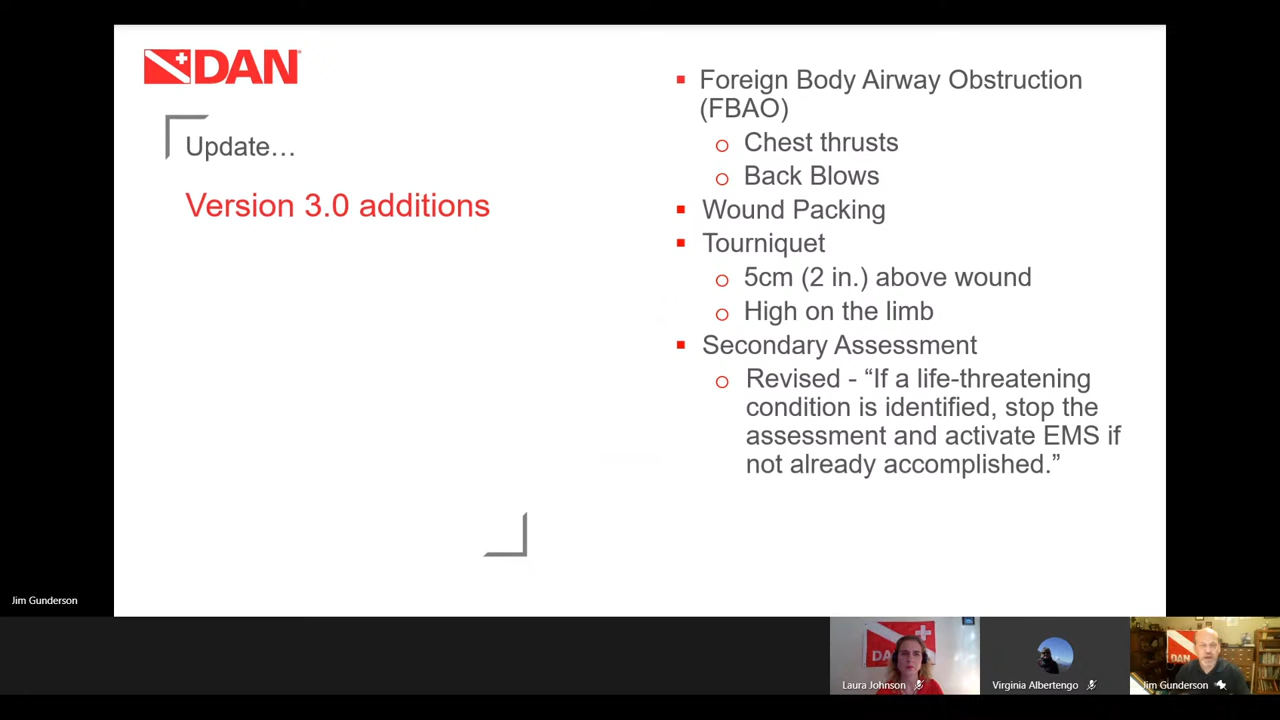 DAN
Update…
Version 3.0 additions
Foreign Body Airway Obstruction
(FBAO)
Chest thrusts
Back Blows
Wound Packing
Tourniquet
5cm (2 in.) above wound
High on the limb
Secondary Assessment
Revised - “If a life-threatening
condition is identified, stop the
assessment and activate EMS if
not already accomplished.”
Jim Gunderson
DAN
Laura Johnson
Virginia Albertengo
DAN
Jim Gunderson